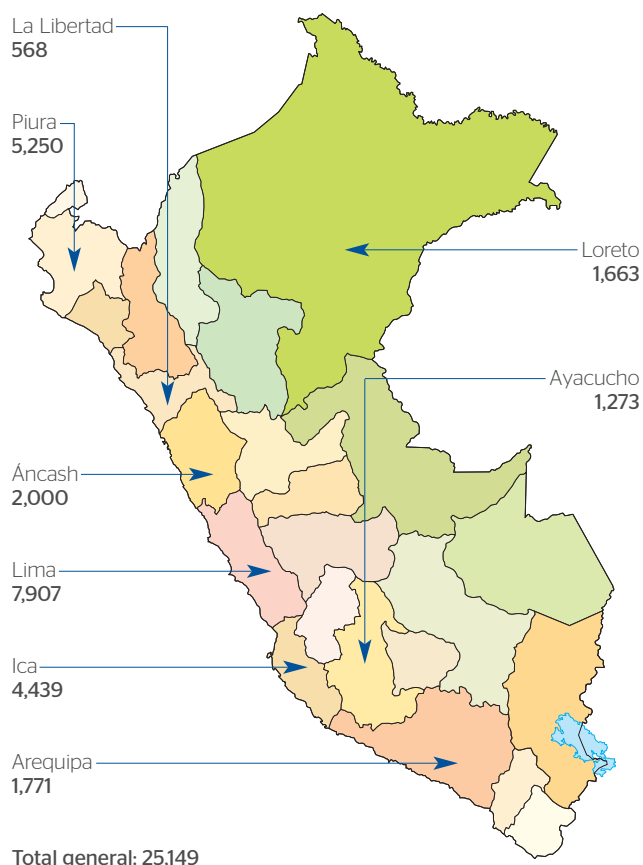 La Libertad
568
Piura
5,250
Loreto
1,663
Ayacucho
1,273
Áncash
2,000
Lima
7,907
Ica
4,439
Arequipa
1,771
Total general: 25,149